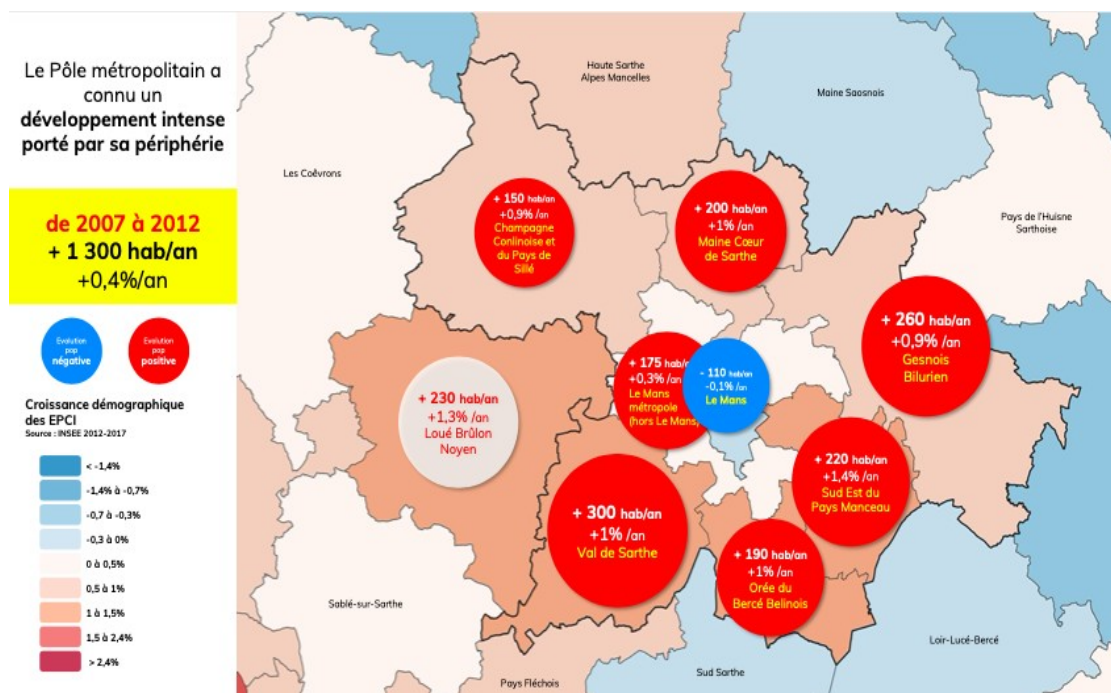 Le Pôle métropolitain a
connu un
développement intense
porté par sa périphérie
de 2007 à 2012
+ 1 300 hab/an
+0,4%/an
Evolution
pop
négative
Evolution
pop
positive
Croissance démographique
des EPCI
Source : INSEE 2012-2017
< -1,4%
-1,4% à -0,7%
-0,7 à -0,3%
-0,3 à 0%
0 à 0,5%
0,5 à 1%
1 à 1,5%
1,5 à 2,4%
> 2,4%
Haute Sarthe
Alpes Mancelles
Maine Saosnois
Les Coëvrons
Pays de l'Huisne
Sarthoise
+ 150 hab/an
+0,9% /an
Champagne
Conlinoise et
du Pays de
Sillé
+ 200 hab/an
+1% /an
Maine Cœur
de Sarthe
+ 260 hab/an
+0,9% /an
Gesnois
Bilurien
+ 175 hab/an
+0,3% /an
Le Mans
métropole
(hors Le Mans)
- 110 hab/an
-0,1% /an
Le Mans
+ 230 hab/an
+1,3% /an
Loué Brûlon
Noyen
+ 220 hab/an
+1,4% /an
Sud Est du
Pays Manceau
+ 300 hab/an
+1% /an
Val de Sarthe
+ 190 hab/an
+1% /an
Orée du
Bercé Belinois
Sablé-sur-Sarthe
Loir-Lucé-Bercé
Sud Sarthe
Pays Fléchois